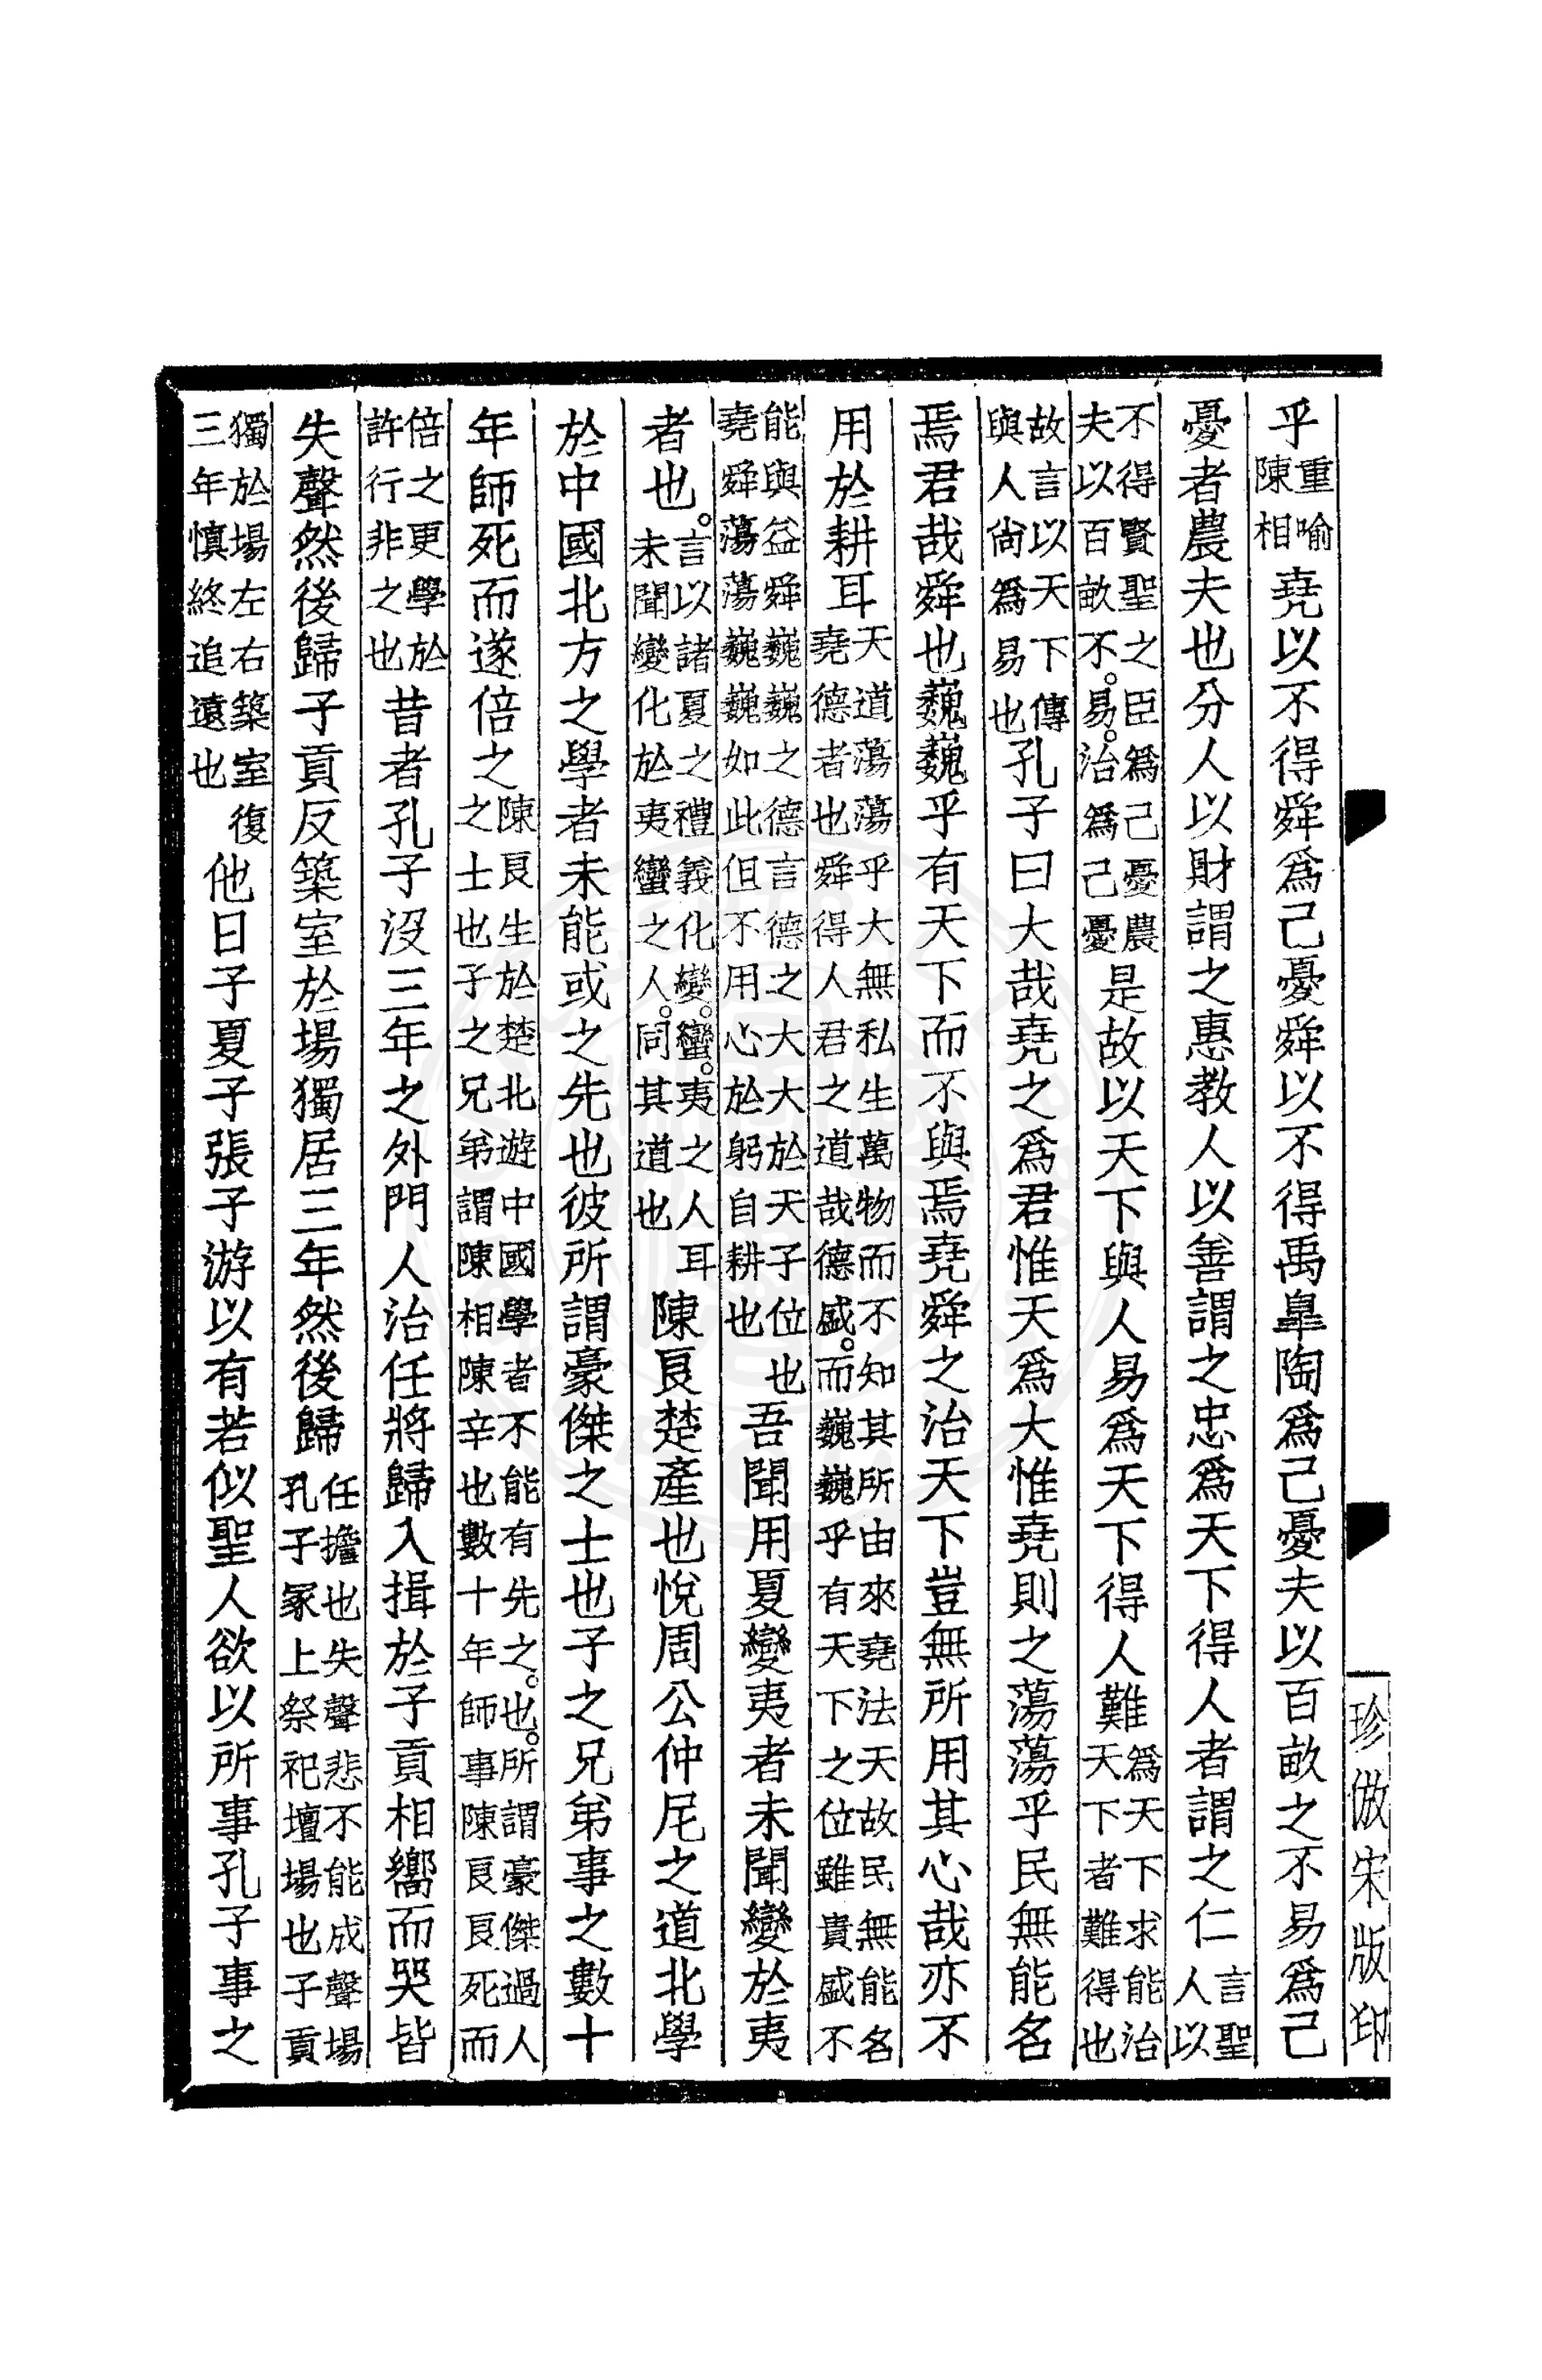 珍倣宋版印
乎重喻陳相堯以不得舜爲己憂舜以不得禹皐陶爲己憂夫以百畝之不易爲己
憂者農夫也分人以財謂之惠教人以善謂之忠爲天下得人者謂之仁言聖人以
不得賢聖之臣爲己憂農夫以百畝不。易。治爲己憂是故以天下與人易爲天下得人難爲天下求能治天下者難得也
故言以天下傳與人尙爲易也孔子曰大哉堯之爲君惟天爲大惟堯則之蕩蕩乎民無能名
焉君哉舜也巍巍乎有天下而不與焉堯舜之治天下豈無所用其心哉亦不
用於耕耳天道蕩蕩乎大無私生萬物而不知其所由來堯法天故民無能名堯德者也舜得人君之道哉德盛。而巍巍乎有天下之位雖貴盛不
能與益舜巍巍之德言德之大大於天子位也堯舜蕩蕩巍巍如此但不用心於躬自耕也吾聞用夏變夷者未聞變於夷
者也。言以諸夏之禮義化變。蠻。夷之人耳未聞變化於夷蠻之人。同其道也陳良楚產也悅周公仲尼之道北學
於中國北方之學者未能或之先也彼所謂豪傑之士也子之兄弟事之數十
年師死而遂倍之陳良生於楚北遊中國學者不能有先之。也。所謂豪傑過人之士也子之兄弟謂陳相陳辛也數十年師事陳良良死而
倍之更學於許行非之也昔者孔子沒三年之外門人治任將歸入揖於子貢相嚮而哭皆
失聲然後歸子貢反築室於場獨居三年然後歸任擔也失聲悲不能成聲場孔子冢上祭祀壇場也子貢
獨於場左右築室復三年愼終追遠也他日子夏子張子游以有若似聖人欲以所事孔子事之